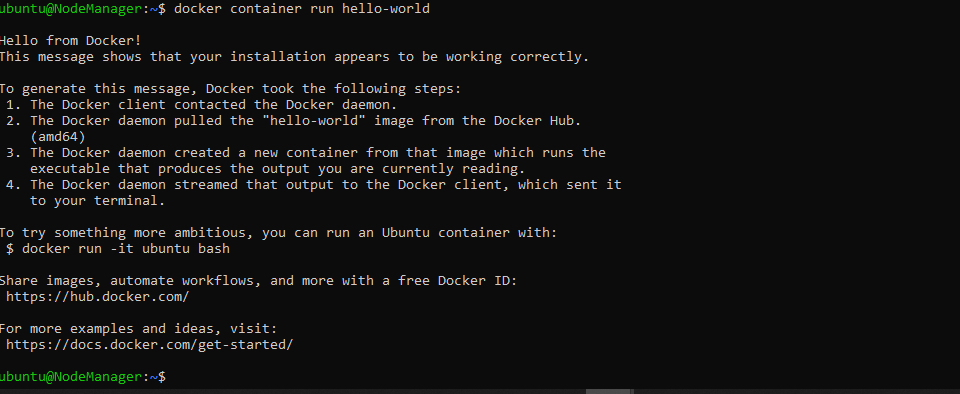 ubuntu@NodeManager:~$ docker container run hello-world
Hello from Docker!
This message shows that your installation appears to be working correctly.
To generate this message, Docker took the following steps:
1. The Docker client contacted the Docker daemon.
2. The Docker daemon pulled the "hello-world" image from the Docker Hub.
(amd64)
3. The Docker daemon created a new container from that image which runs the
executable that produces the output you are currently reading.
4. The Docker daemon streamed that output to the Docker client, which sent it
to your terminal.
To try something more ambitious, you can run an Ubuntu container with:
$ docker run -it ubuntu bash
Share images, automate workflows, and more with a free Docker ID:
https://hub.docker.com/
For more examples and ideas, visit:
https://docs.docker.com/get-started/
ubuntu@NodeManager:~$